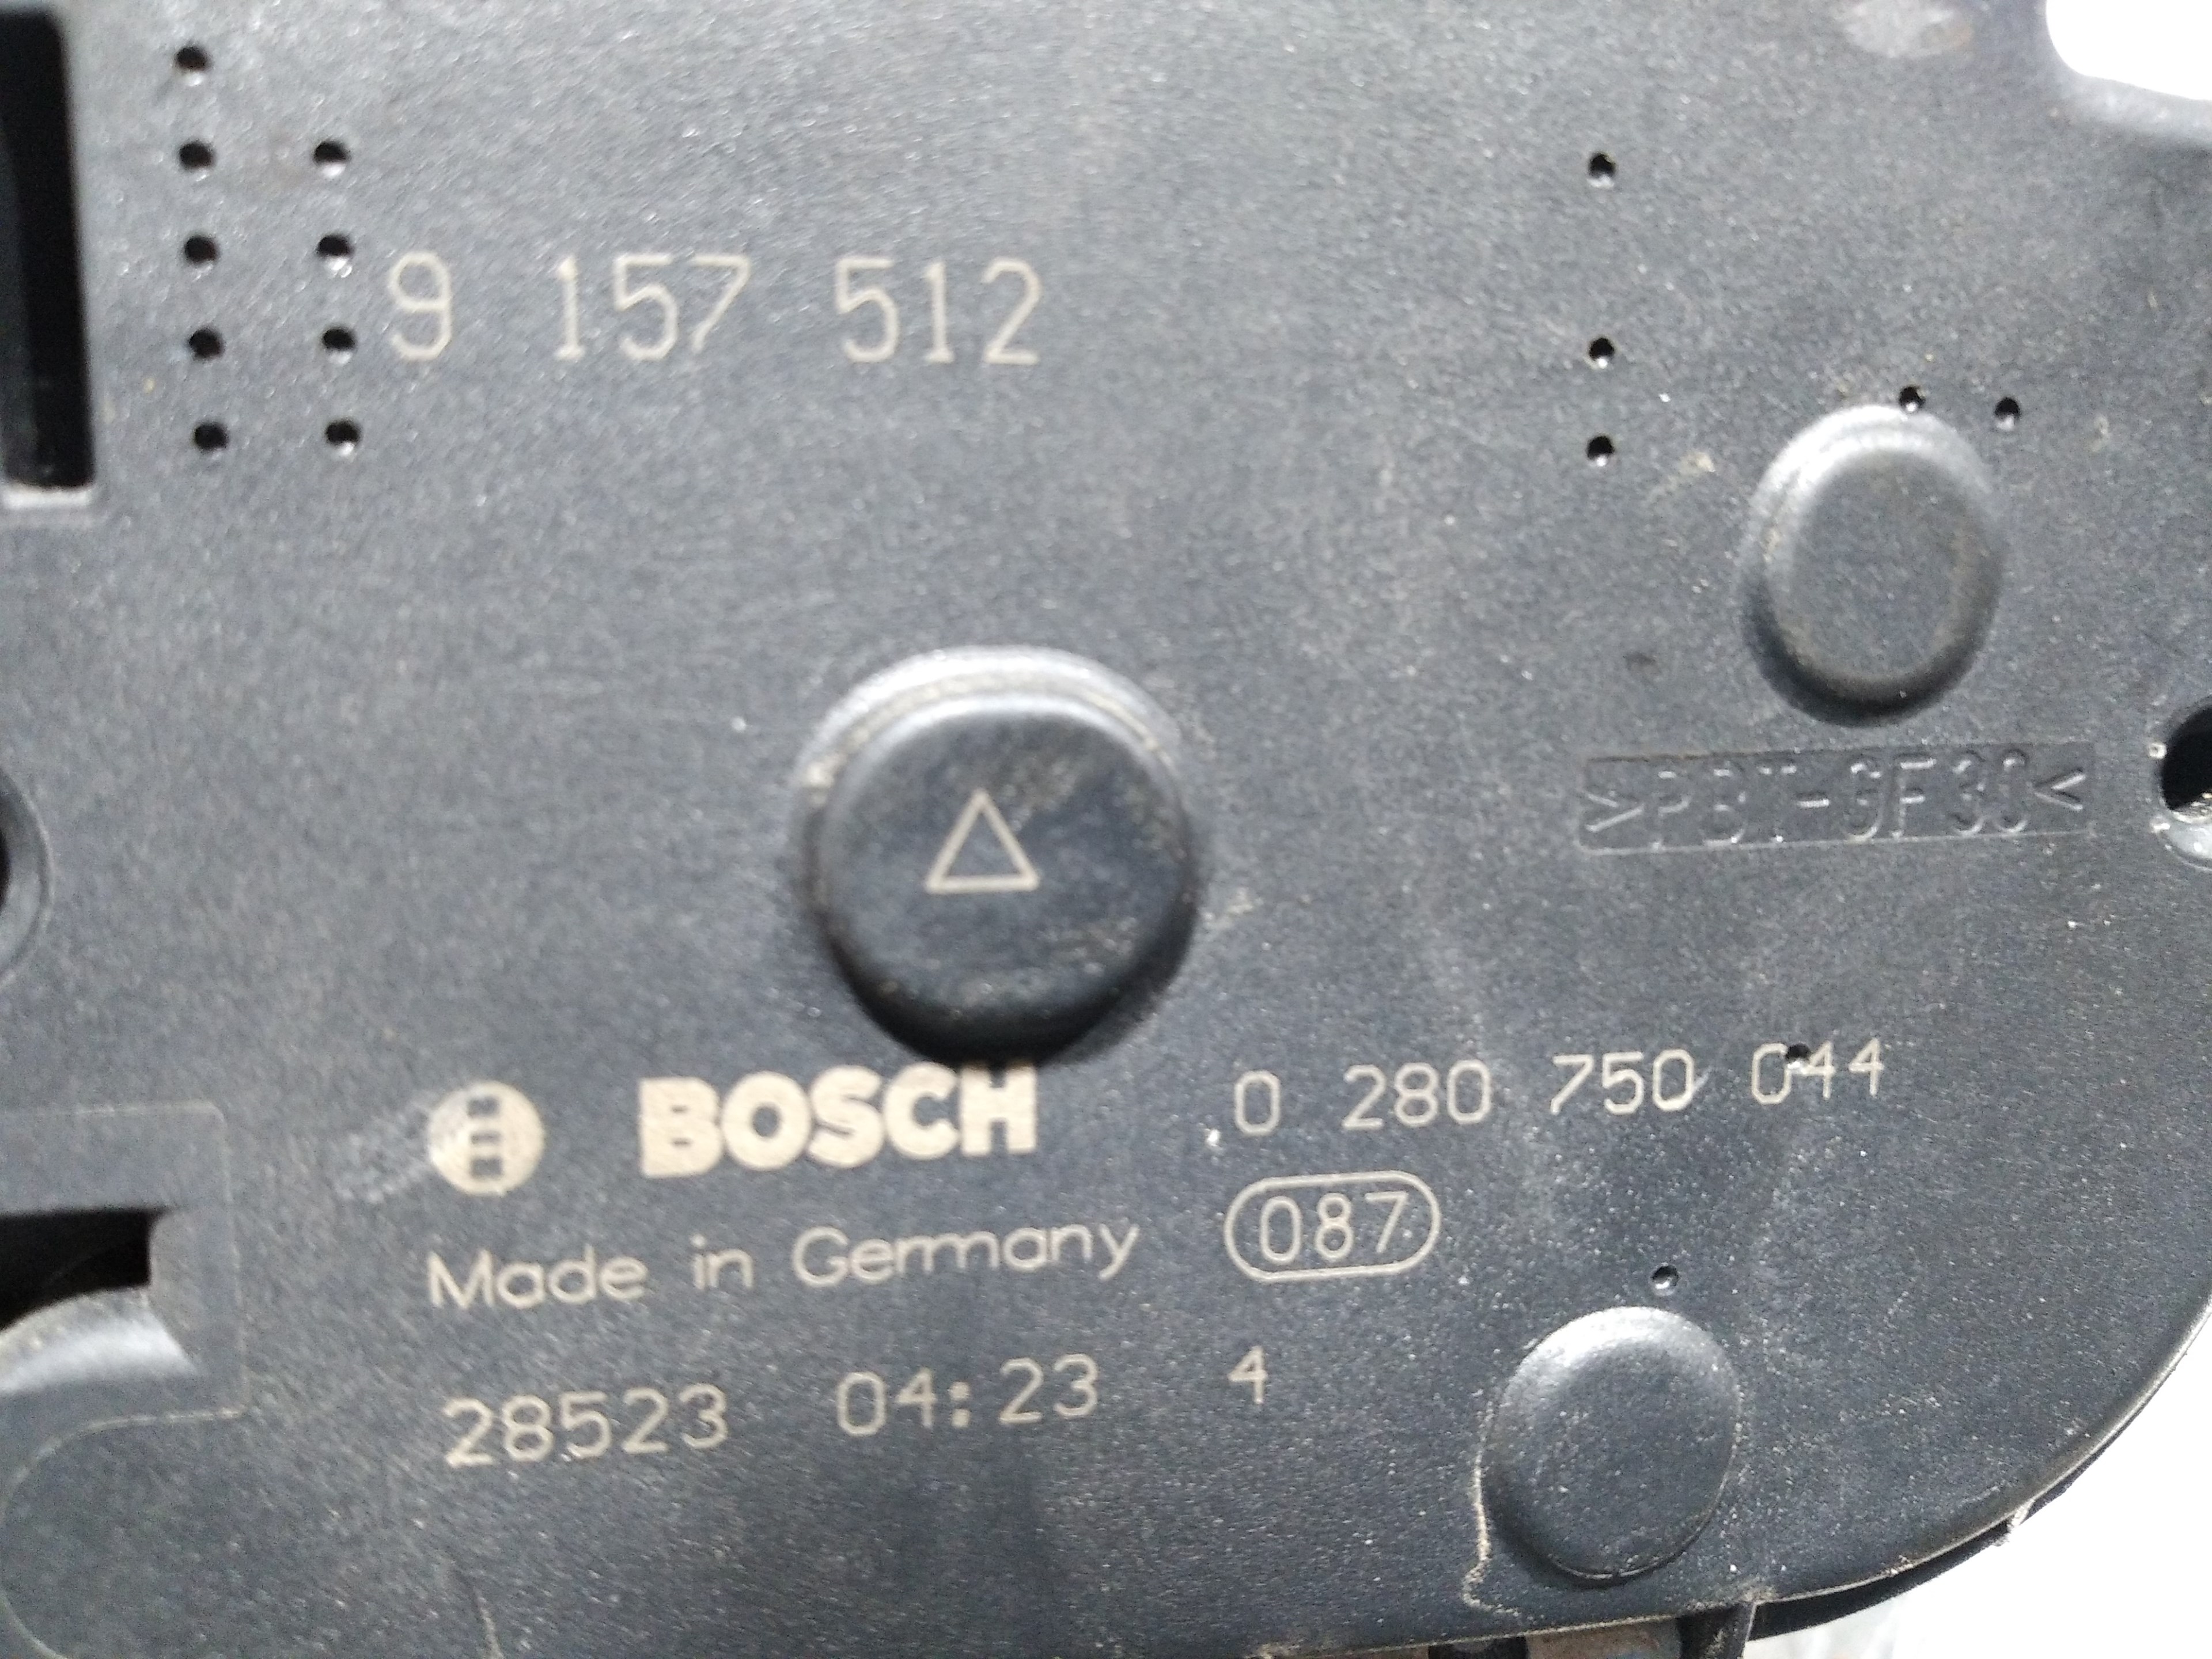 9 157 512
>PBT-GF30<
BOSCH 0 280 750 044
Made in Germany 087
28523 04:23 4